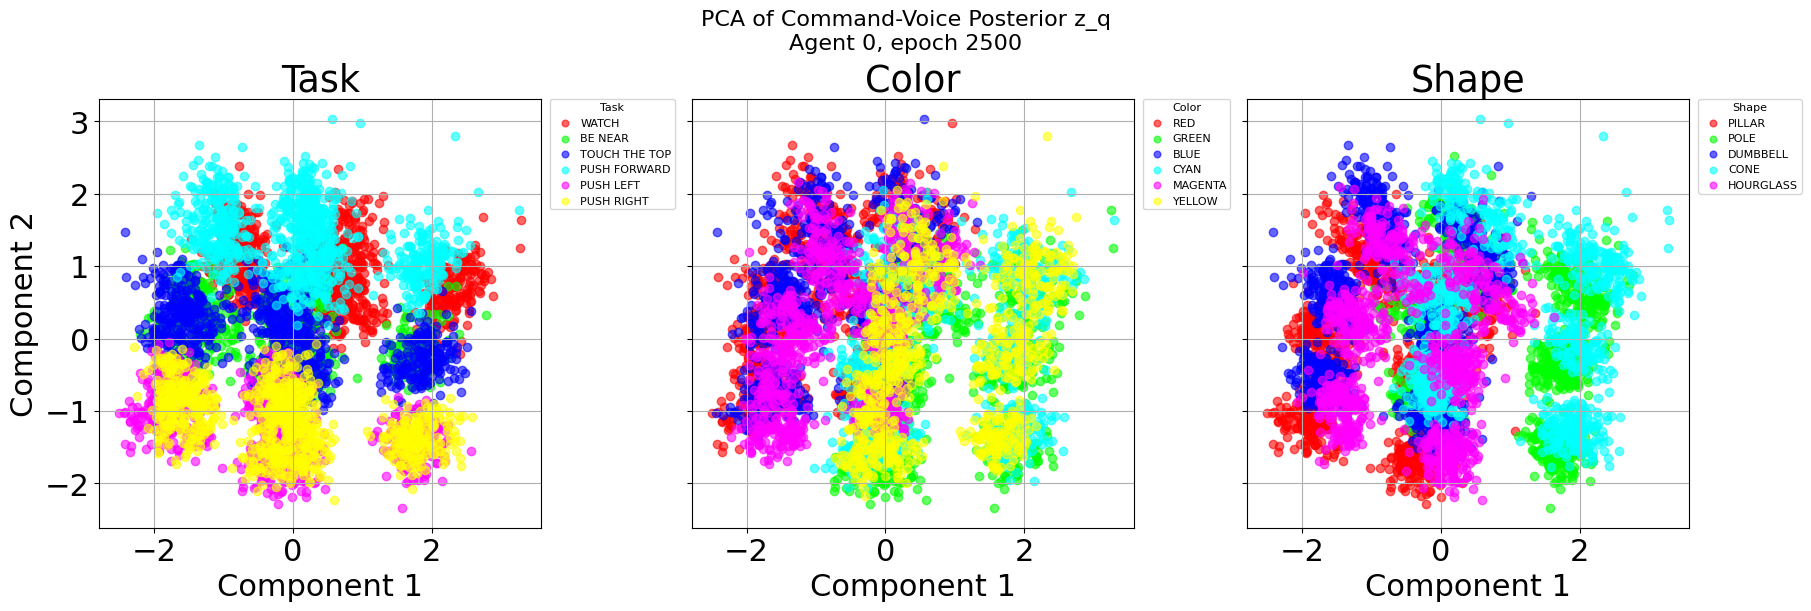 PCA of Command-Voice Posterior z_q
Agent 0, epoch 2500
Task
Color
Shape
Component 2
3
2
1
0
−1
−2
−2
0
2
Component 1
Task
WATCH
BE NEAR
TOUCH THE TOP
PUSH FORWARD
PUSH LEFT
PUSH RIGHT
−2
0
2
Component 1
Color
RED
GREEN
BLUE
CYAN
MAGENTA
YELLOW
−2
0
2
Component 1
Shape
PILLAR
POLE
DUMBBELL
CONE
HOURGLASS